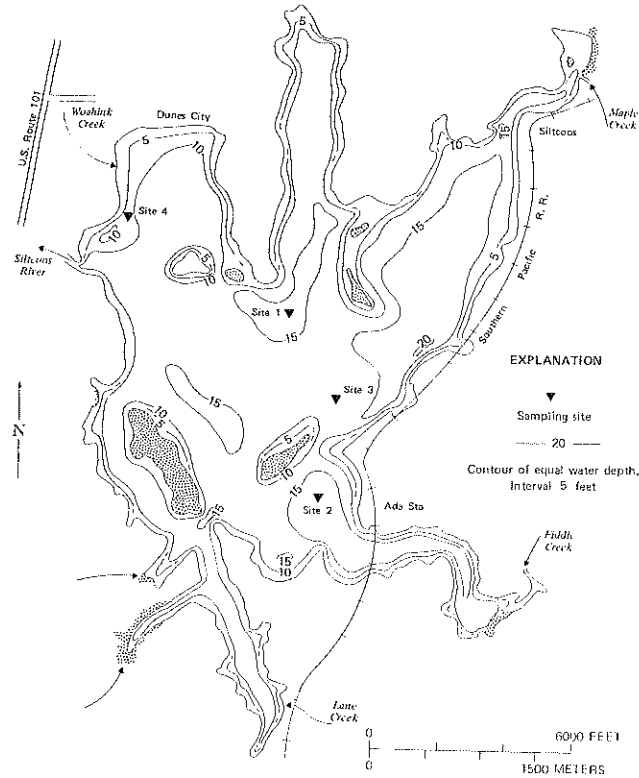 U.S. Route 101
Woahink
Creek
Dunes City
5
5
10
10
15
Siltcoos
Maple
Creek
Site 4
10
Siltcoos
River
5
10
15
5
R. R.
Pacific
Southern
Site 1
15
20
15
Site 3
10
5
5
10
15
Site 2
15
Ada Sta
15
10
Fiddle
Creek
Lane
Creek
N
EXPLANATION
Sampling site
20
Contour of equal water depth.
Interval 5 feet
0
6000 FEET
0
1500 METERS